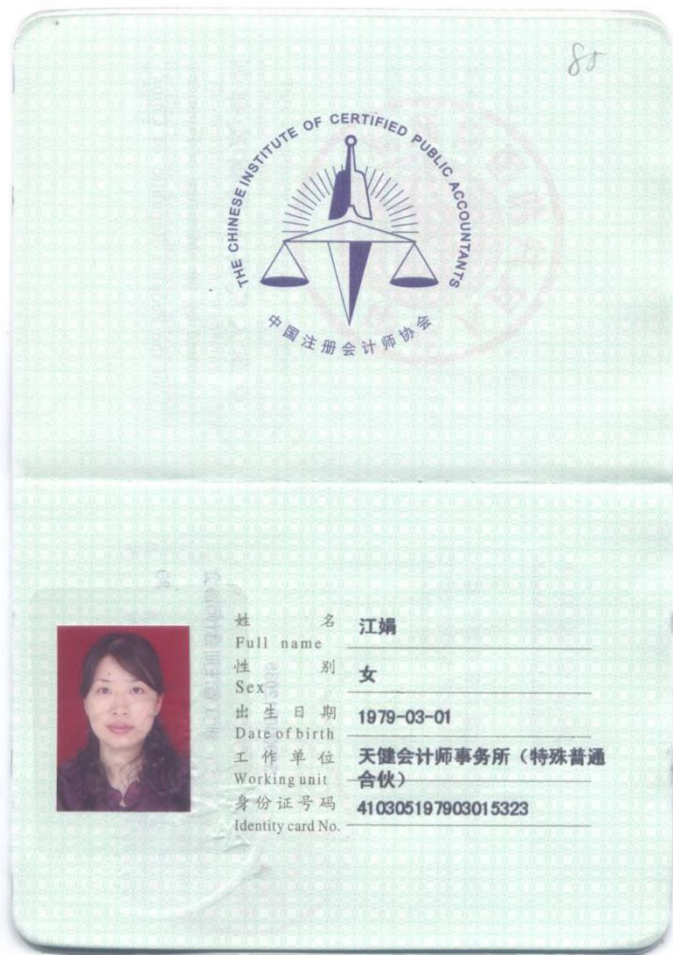 85
THE CHINESE INSTITUTE OF CERTIFIED PUBLIC ACCOUNTANTS
中国注册会计师协会
姓 名 江娟
Full name
性 别 女
Sex
出生日期 1979-03-01
Date of birth
工作单位 天健会计师事务所（特殊普通
Working unit 合伙）
身份证号码 410305197903015323
Identity card No.